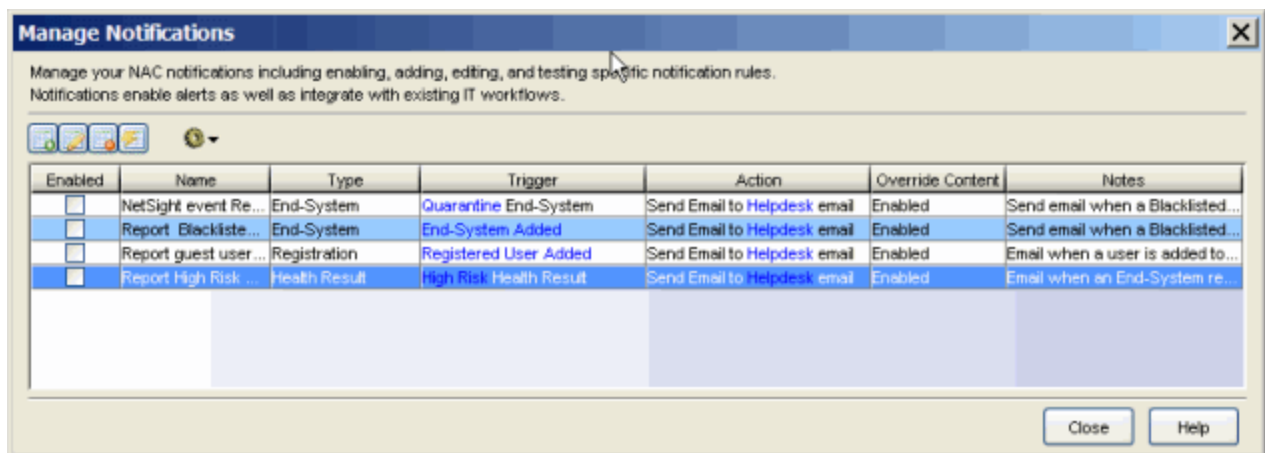 Manage Notifications
Manage your NAC notifications including enabling, adding, editing, and testing specific notification rules.
Notifications enable alerts as well as integrate with existing IT workflows.
Enabled Name Type Trigger Action Override Content Notes
NetSight event Re... End-System Quarantine End-System Send Email to Helpdesk email Enabled Send email when a Blacklisted...
Report Blackliste... End-System End-System Added Send Email to Helpdesk email Enabled Send email when a Blacklisted...
Report guest user... Registration Registered User Added Send Email to Helpdesk email Enabled Email when a user is added to...
Report High Risk ... Health Result High Risk Health Result Send Email to Helpdesk email Enabled Email when an End-System re...
Close Help